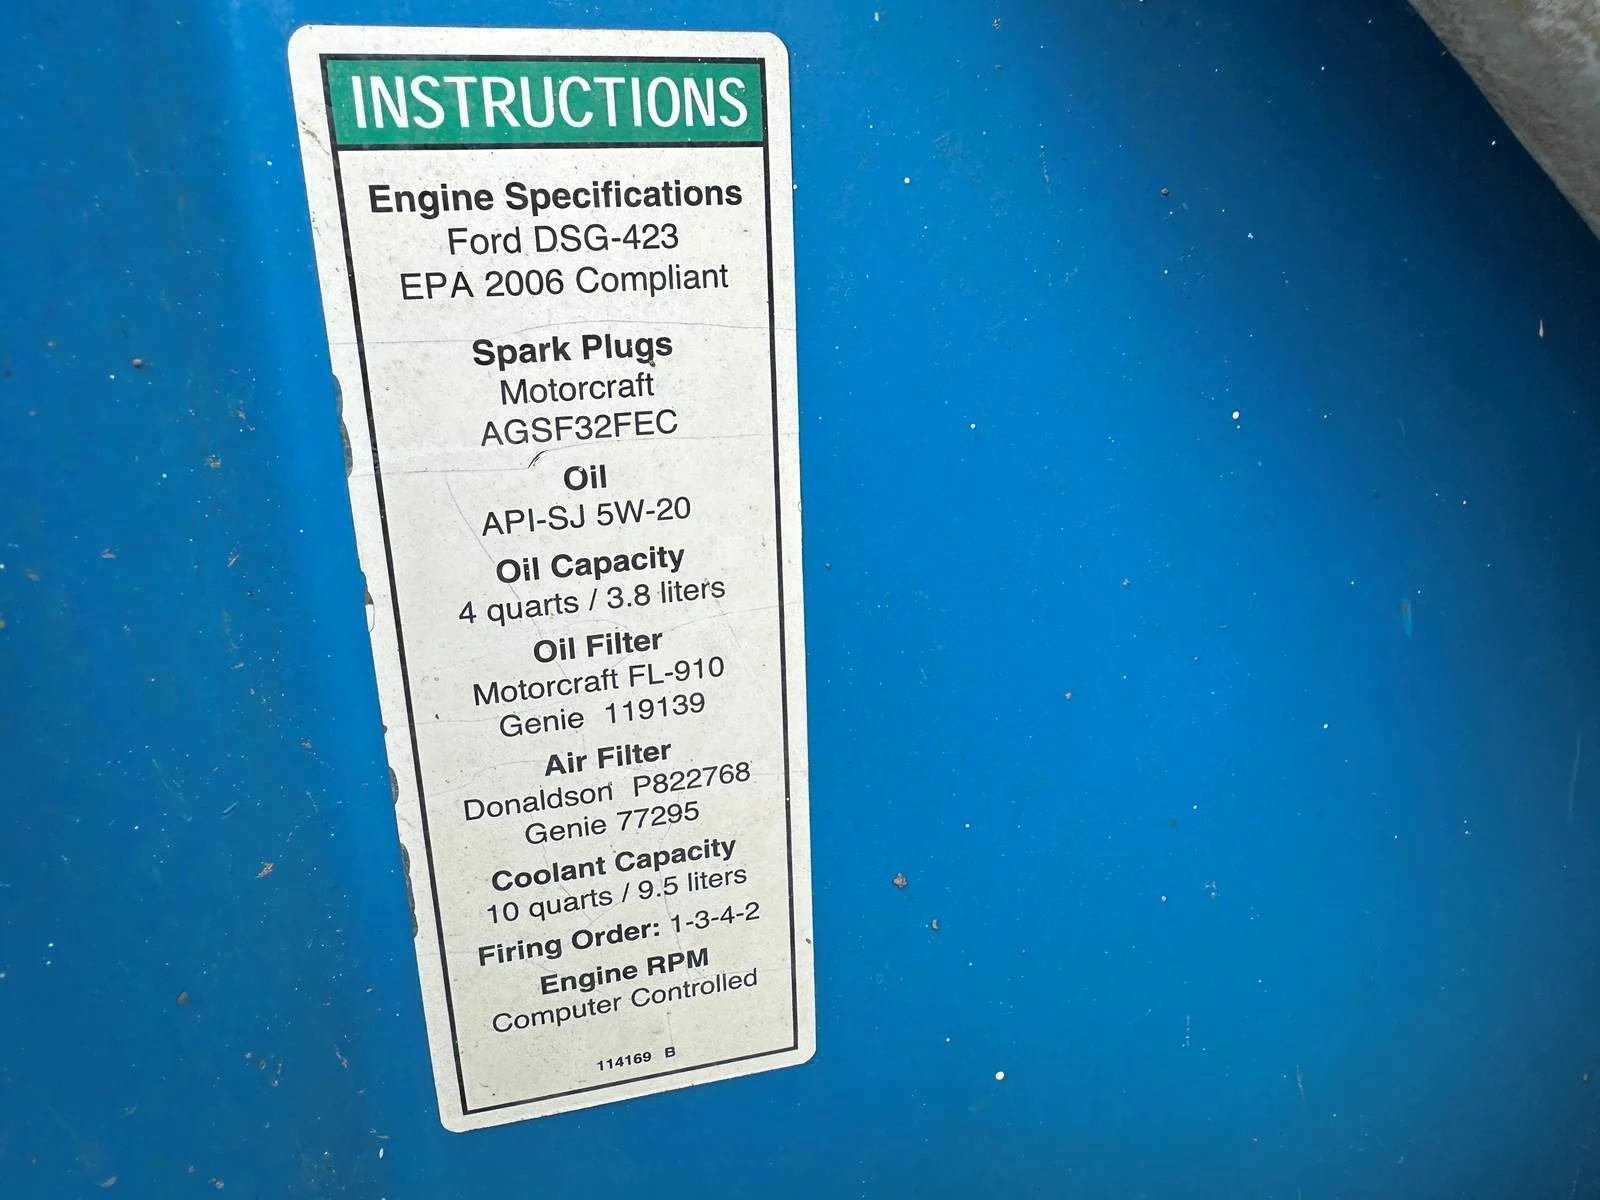 INSTRUCTIONS
Engine Specifications
Ford DSG-423
EPA 2006 Compliant
Spark Plugs
Motorcraft
AGSF32FEC
Oil
API-SJ 5W-20
Oil Capacity
4 quarts / 3.8 liters
Oil Filter
Motorcraft FL-910
Genie 119139
Air Filter
Donaldson P822768
Genie 77295
Coolant Capacity
10 quarts / 9.5 liters
Firing Order: 1-3-4-2
Engine RPM
Computer Controlled
114169 B